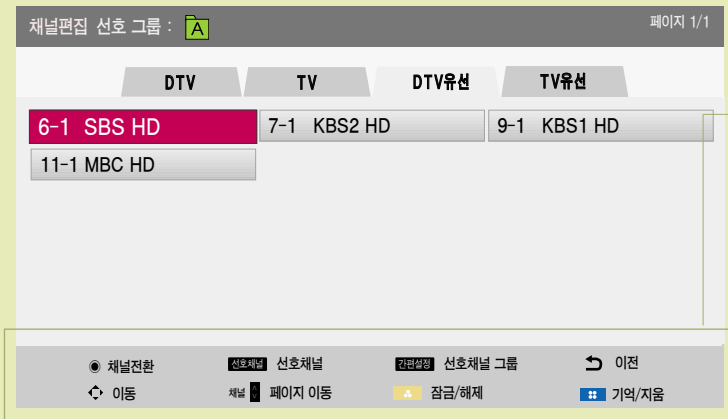 채널편집 선호 그룹 : A 페이지 1/1
DTV TV DTV유선 TV유선
6-1 SBS HD 7-1 KBS2 HD 9-1 KBS1 HD
11-1 MBC HD
채널전환 선호채널 선호채널 간편설정 선호채널 그룹 이전
이동 채널 페이지 이동 잠금/해제 기억/지움